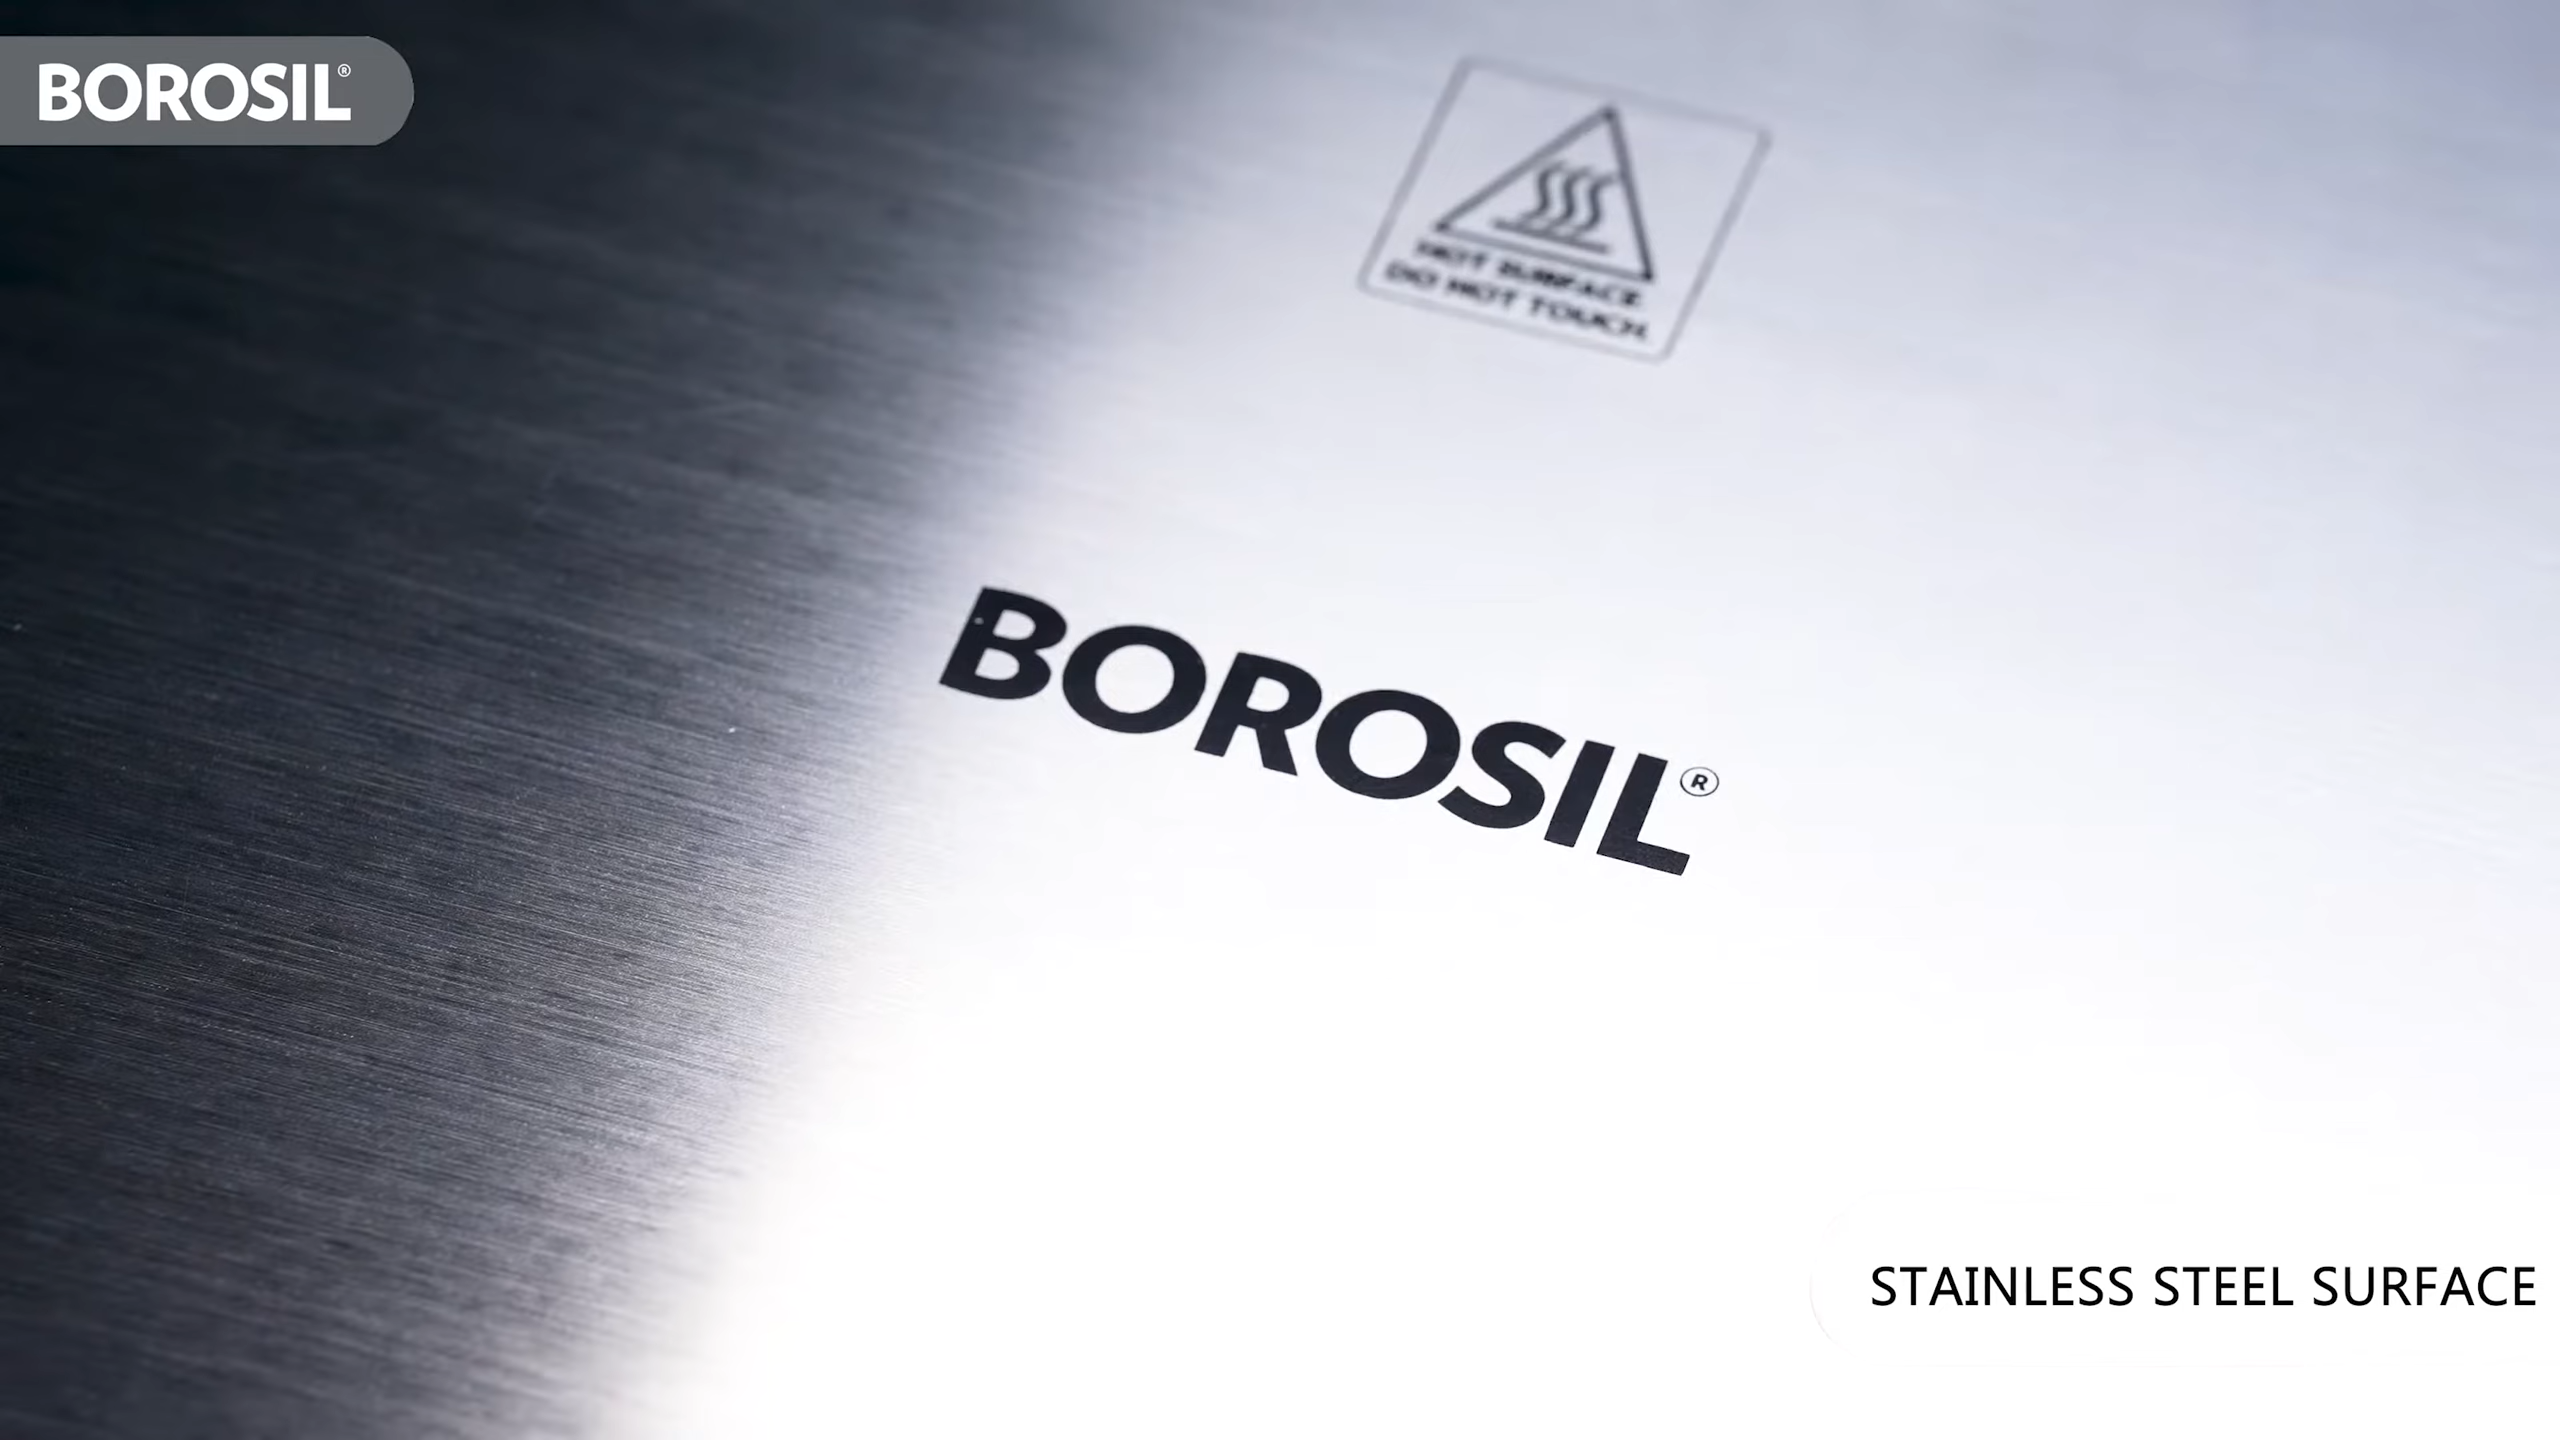 BOROSIL®
HOT SURFACE
DO NOT TOUCH
BOROSIL®
STAINLESS STEEL SURFACE